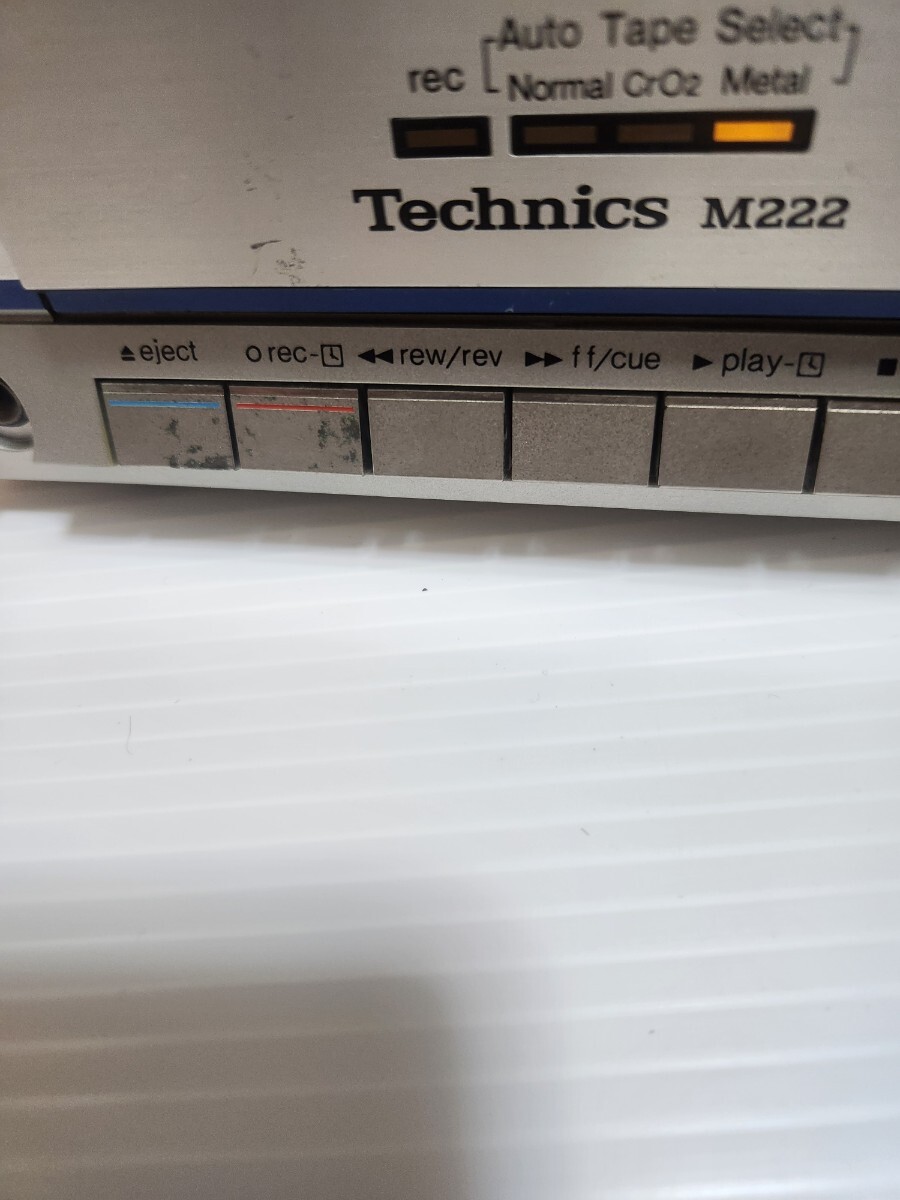 Auto Tape Select
rec Normal CrO2 Metal
Technics M222
eject rec- rew/rev ff/cue play-